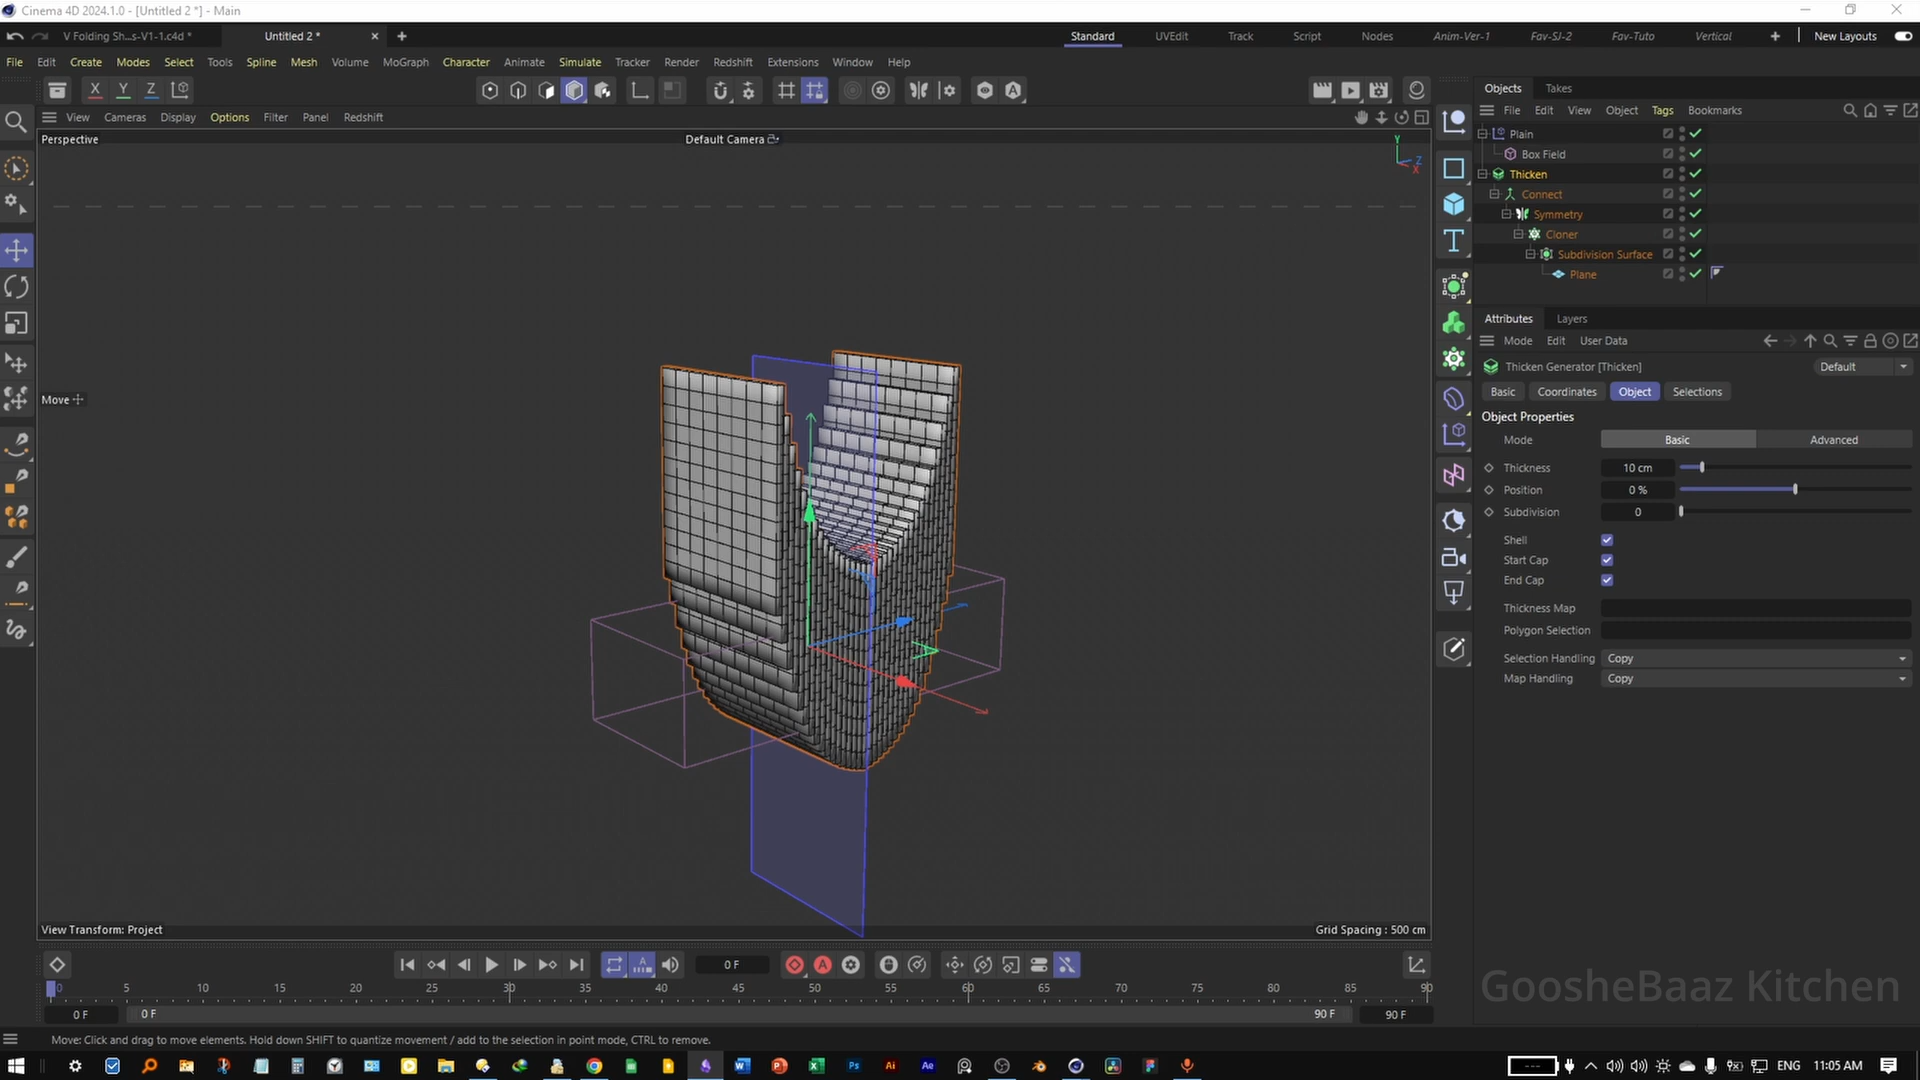 Cinema 4D 2024.1.0 - [Untitled 2 *] - Main
V Folding Sh...s-V1-1.c4d *
Untitled 2 *
Standard
UVEdit
Track
Script
Nodes
Anim-Ver-1
Fav-SJ-2
Fav-Tuto
Vertical
New Layouts
File Edit Create Modes Select Tools Spline Mesh Volume MoGraph Character Animate Simulate Tracker Render Redshift Extensions Window Help
X Y Z
Objects Takes
View Cameras Display Options Filter Panel Redshift
File Edit View Object Tags Bookmarks
Perspective
Default Camera
Y
Z
X
Plain
Box Field
Thicken
Connect
Symmetry
Cloner
Subdivision Surface
Plane
Attributes Layers
Mode Edit User Data
Thicken Generator [Thicken]
Default
Basic Coordinates Object Selections
Move
Object Properties
Mode Basic Advanced
Thickness 10 cm
Position 0 %
Subdivision 0
Shell
Start Cap
End Cap
Thickness Map
Polygon Selection
Selection Handling Copy
Map Handling Copy
View Transform: Project
Grid Spacing : 500 cm
0 F
0 5 10 15 20 25 30 35 40 45 50 55 60 65 70 75 80 85 90
0 F
0 F
90 F
90 F
GoosheBaaz Kitchen
Move: Click and drag to move elements. Hold down SHIFT to quantize movement / add to the selection in point mode, CTRL to remove.
ENG
11:05 AM